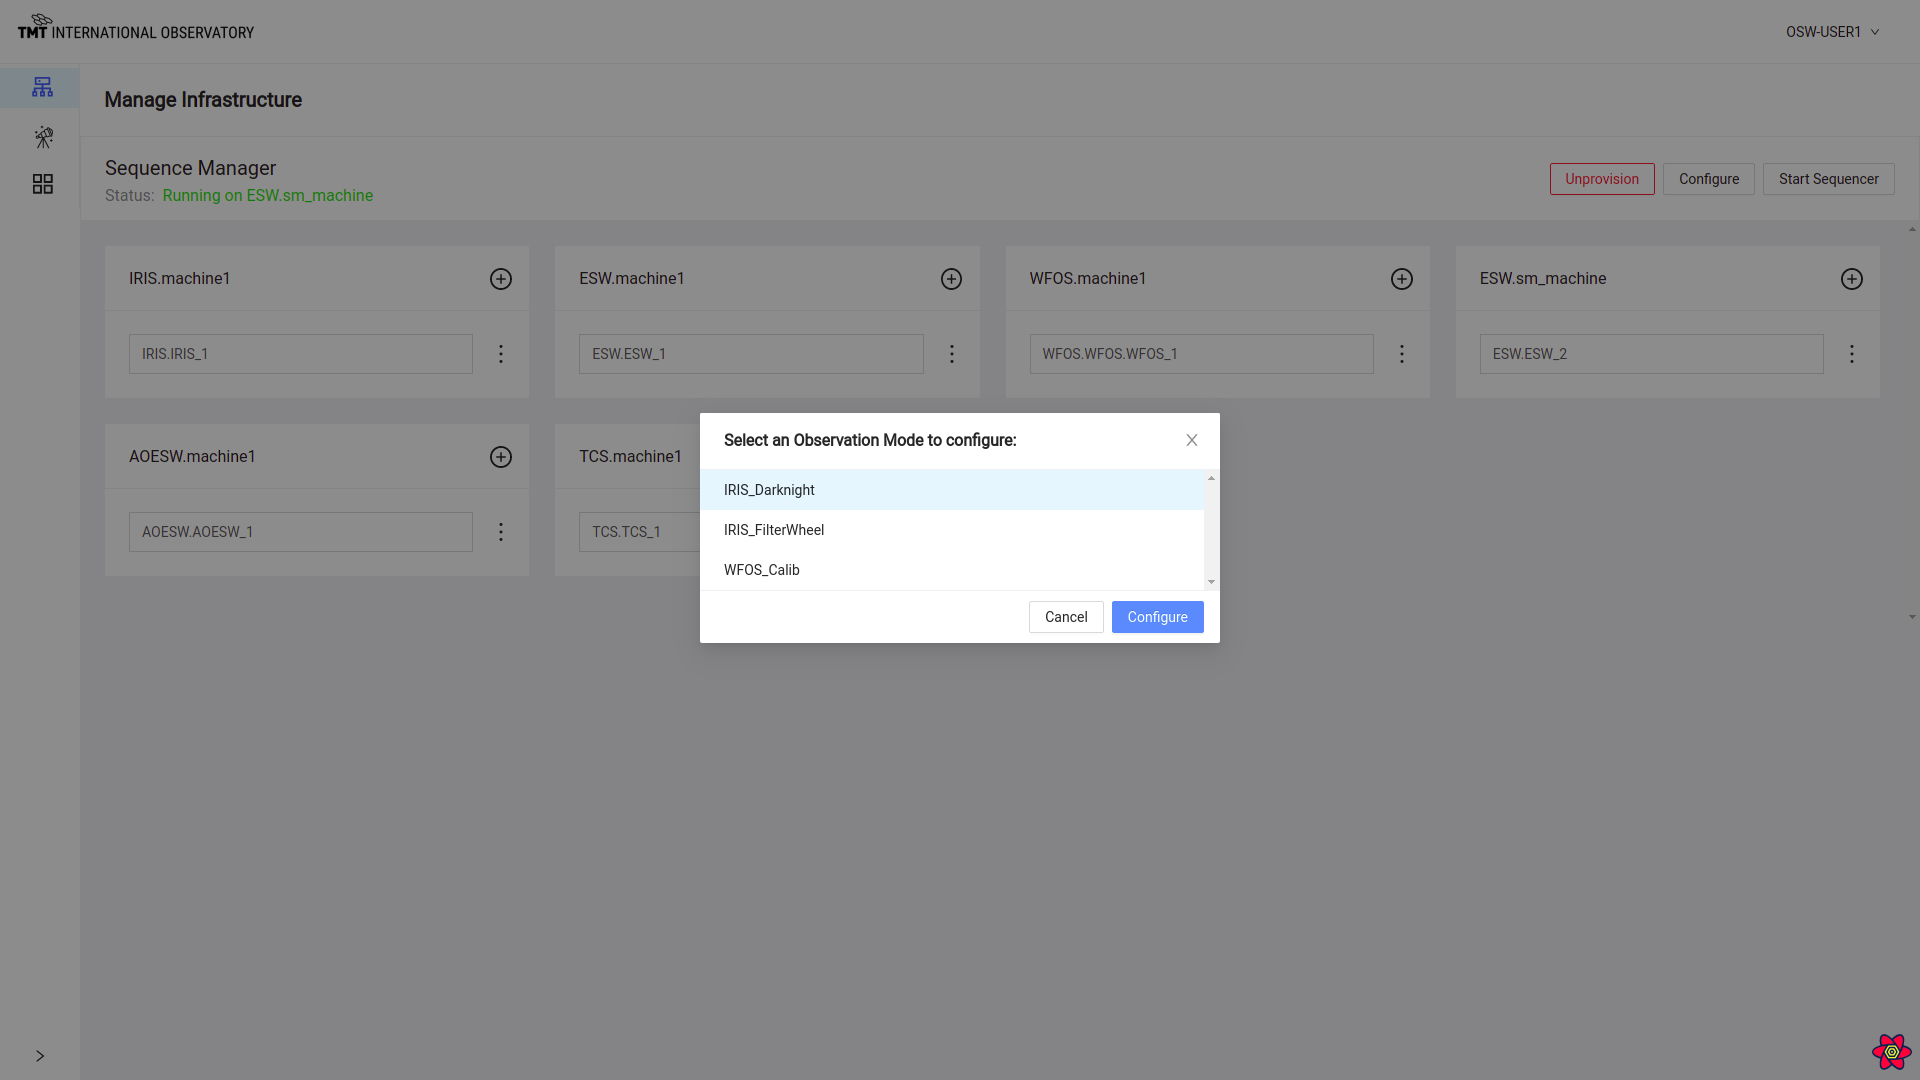 TMT INTERNATIONAL OBSERVATORY
OSW-USER1
Manage Infrastructure
Sequence Manager
Status: Running on ESW.sm_machine
Unprovision
Configure
Start Sequencer
IRIS.machine1
ESW.machine1
WFOS.machine1
ESW.sm_machine
IRIS.IRIS_1
ESW.ESW_1
WFOS.WFOS.WFOS_1
ESW.ESW_2
AOESW.machine1
TCS.machine1
AOESW.AOESW_1
TCS.TCS_1
Select an Observation Mode to configure:
IRIS_Darknight
IRIS_FilterWheel
WFOS_Calib
Cancel
Configure